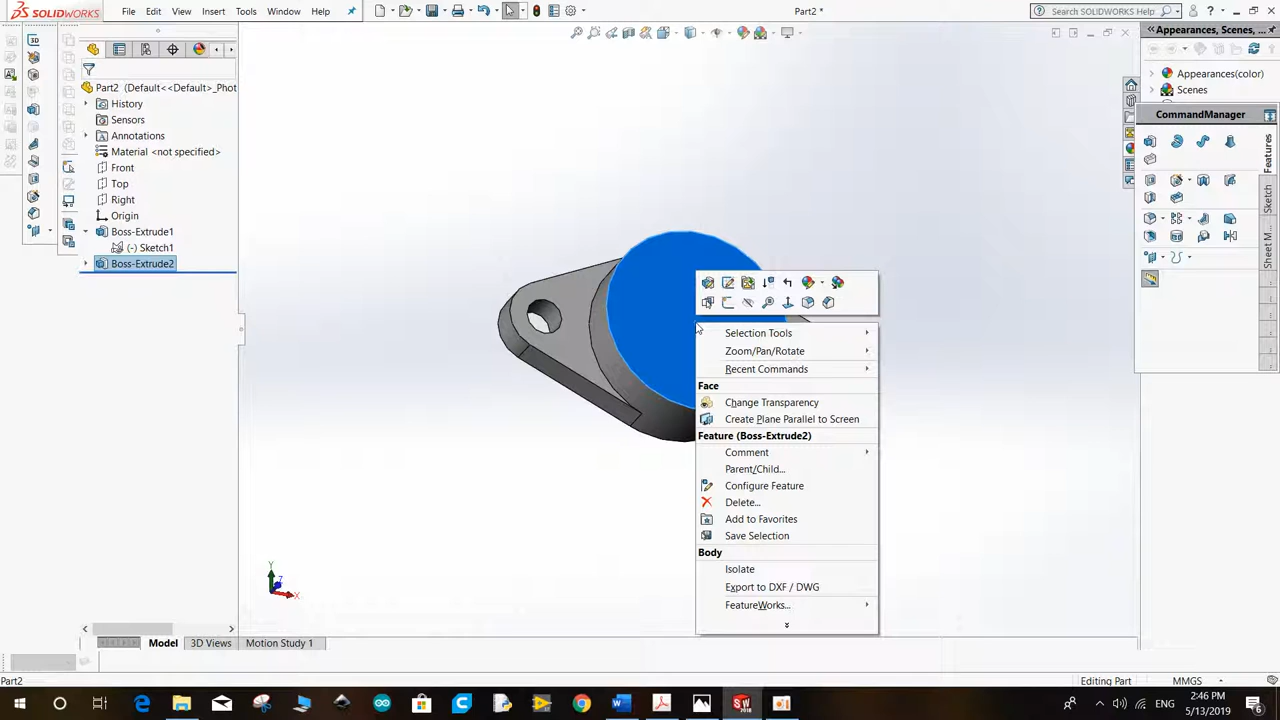 SOLIDWORKS
File Edit View Insert Tools Window Help
Part2 *
Search SOLIDWORKS Help
Appearances, Scenes, ...
Part2 (Default<<Default>_Phot
Appearances(color)
History
Scenes
Sensors
CommandManager
Annotations
Material <not specified>
Front
Top
Right
Origin
Boss-Extrude1
(-) Sketch1
Boss-Extrude2
Features
Sketch
Sheet M...
Selection Tools
Zoom/Pan/Rotate
Recent Commands
Face
Change Transparency
Create Plane Parallel to Screen
Feature (Boss-Extrude2)
Comment
Parent/Child...
Configure Feature
Delete...
Add to Favorites
Save Selection
Body
Isolate
Export to DXF / DWG
FeatureWorks...
Y
Z
X
Model 3D Views Motion Study 1
Part2
Editing Part
MMGS
ENG
2:46 PM
5/13/2019